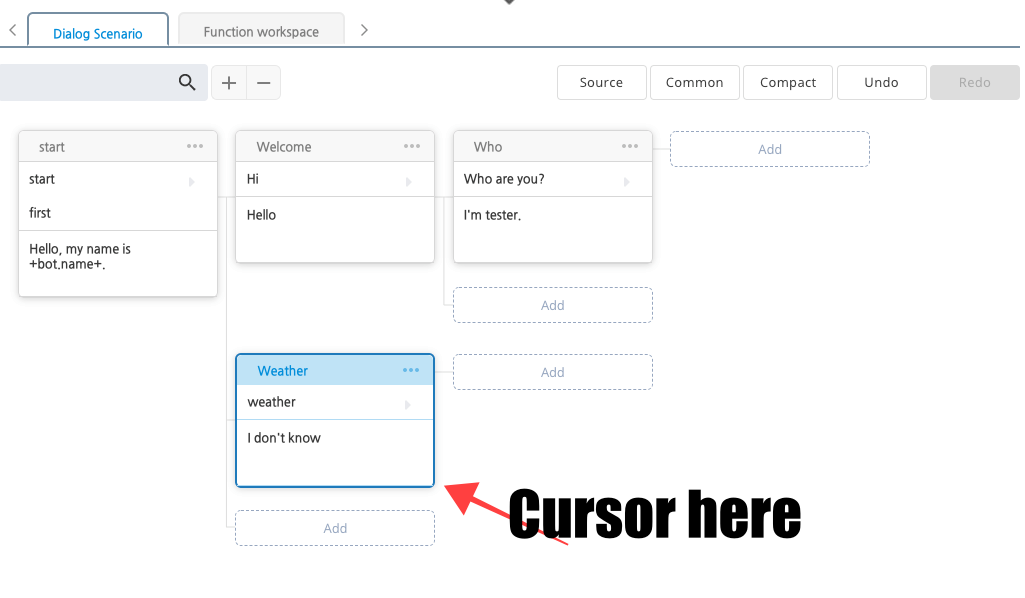 Dialog Scenario
Function workspace
Source
Common
Compact
Undo
Redo
start
start
first
Hello, my name is
+bot.name+.
Welcome
Hi
Hello
Who
Who are you?
I'm tester.
Add
Add
Weather
weather
I don't know
Add
Add
Cursor here